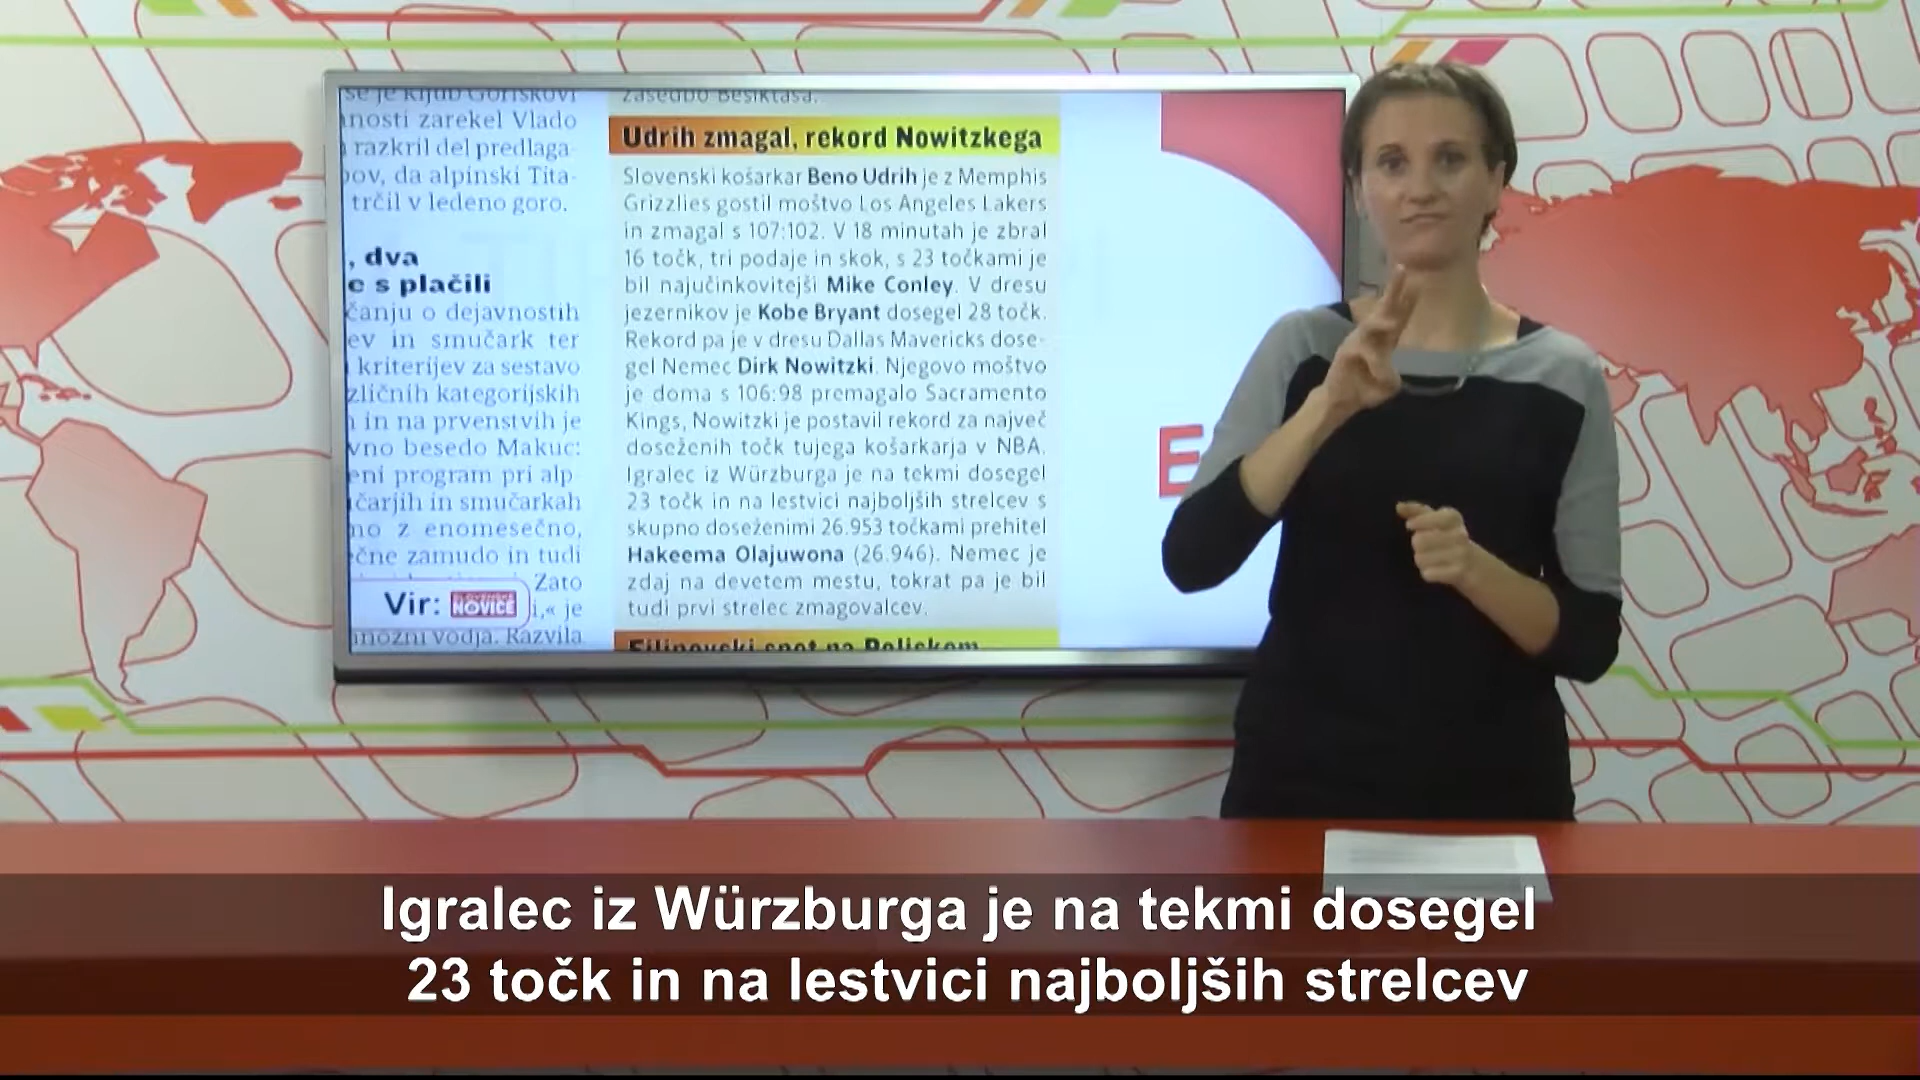 se je kljub Goriškovi
nosti zarekel Vlado
razkril del predlaga-
ov, da alpinski Tita-
trčil v ledeno goro.
, dva
e s plačili
čanju o dejavnostih
ev in smučark ter
kriterijev za sestavo
zličnih kategorijskih
in na prvenstvih je
vno besedo Makuc:
eni program pri alp-
čarjih in smučarkah
mo z enomesečno,
čne zamudo in tudi
Zato
i,« je
možni vodja. Razvila
Vir: SLOVENSKE NOVICE
zasedbo Besiktasa.
Udrih zmagal, rekord Nowitzkega
Slovenski košarkar Beno Udrih je z Memphis
Grizzlies gostil moštvo Los Angeles Lakers
in zmagal s 107:102. V 18 minutah je zbral
16 točk, tri podaje in skok, s 23 točkami je
bil najučinkovitejši Mike Conley. V dresu
jezernikov je Kobe Bryant dosegel 28 točk.
Rekord pa je v dresu Dallas Mavericks dose-
gel Nemec Dirk Nowitzki. Njegovo moštvo
je doma s 106:98 premagalo Sacramento
Kings, Nowitzki je postavil rekord za največ
doseženih točk tujega košarkarja v NBA.
Igralec iz Würzburga je na tekmi dosegel
23 točk in na lestvici najboljših strelcev s
skupno doseženimi 26.953 točkami prehitel
Hakeema Olajuwona (26.946). Nemec je
zdaj na devetem mestu, tokrat pa je bil
tudi prvi strelec zmagovalcev.
Filipovski spet na Poljskem
E
Igralec iz Würzburga je na tekmi dosegel
23 točk in na lestvici najboljših strelcev